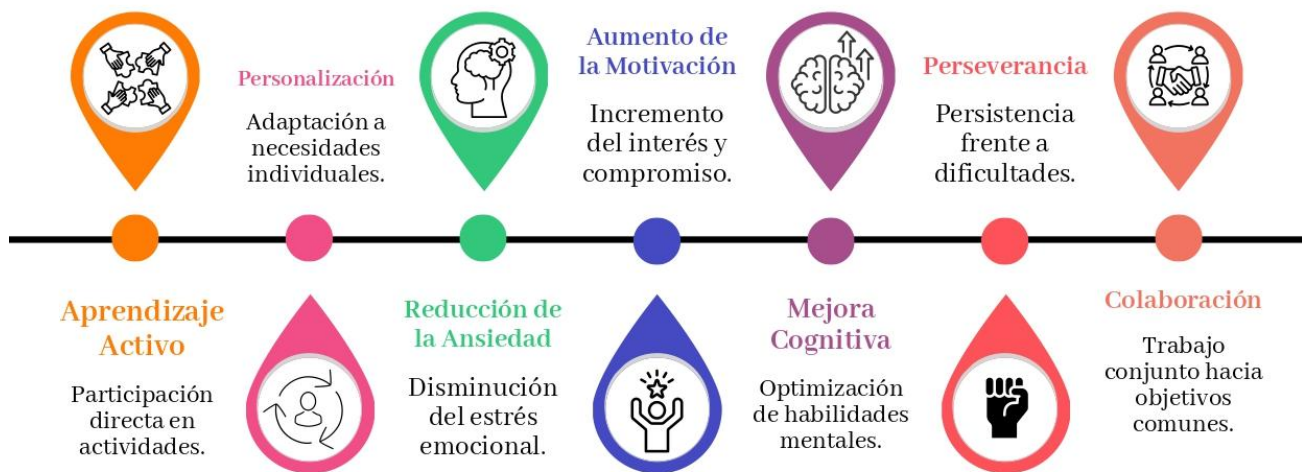 Aprendizaje
Activo
Participación
directa en
actividades.
Personalización
Adaptación a
necesidades
individuales.
Reducción de
la Ansiedad
Disminución
del estrés
emocional.
Aumento de
la Motivación
Incremento
del interés y
compromiso.
Mejora
Cognitiva
Optimización
de habilidades
mentales.
Perseverancia
Persistencia
frente a
dificultades.
Colaboración
Trabajo
conjunto hacia
objetivos
comunes.